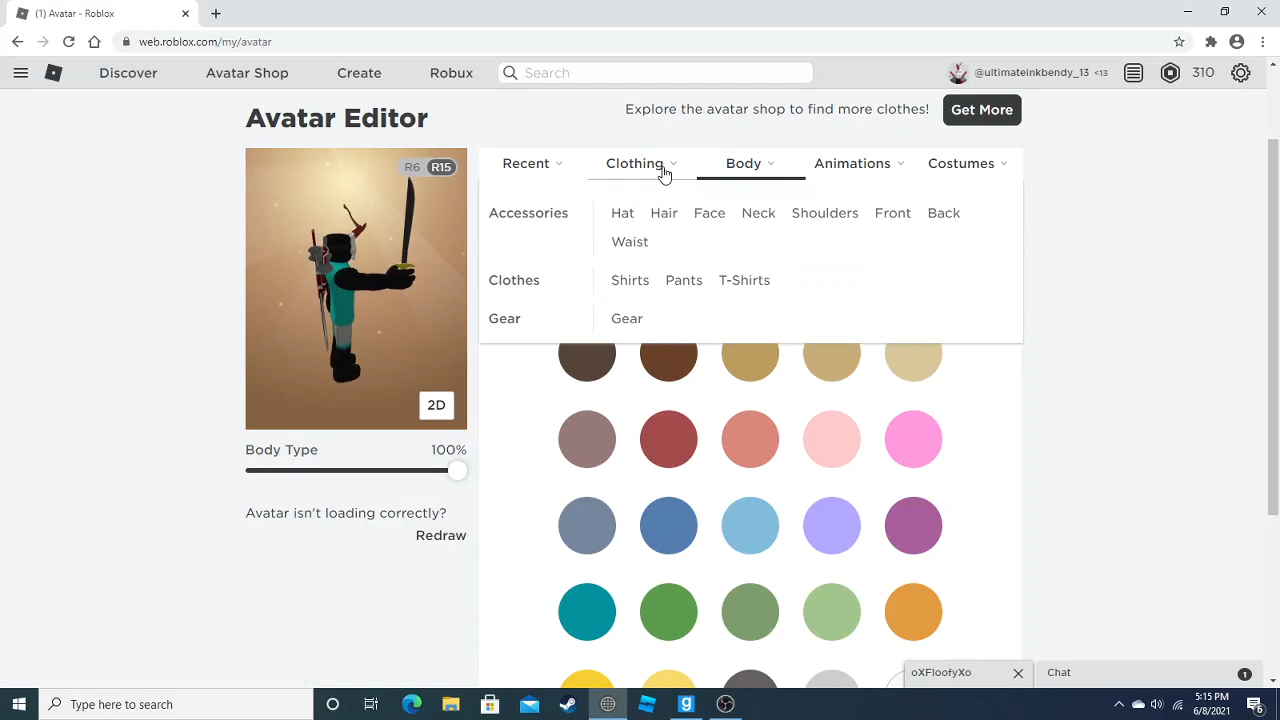 (1) Avatar - Roblox
web.roblox.com/my/avatar
Discover Avatar Shop Create Robux Search @ultimateinkbendy_13 <13 310
Avatar Editor
Explore the avatar shop to find more clothes! Get More
R6 R15
Recent Clothing Body Animations Costumes
Accessories Hat Hair Face Neck Shoulders Front Back
Waist
Clothes Shirts Pants T-Shirts
Gear Gear
2D
Body Type 100%
Avatar isn't loading correctly?
Redraw
oXFloofyXo Chat 1
Type here to search
5:15 PM
6/8/2021
6